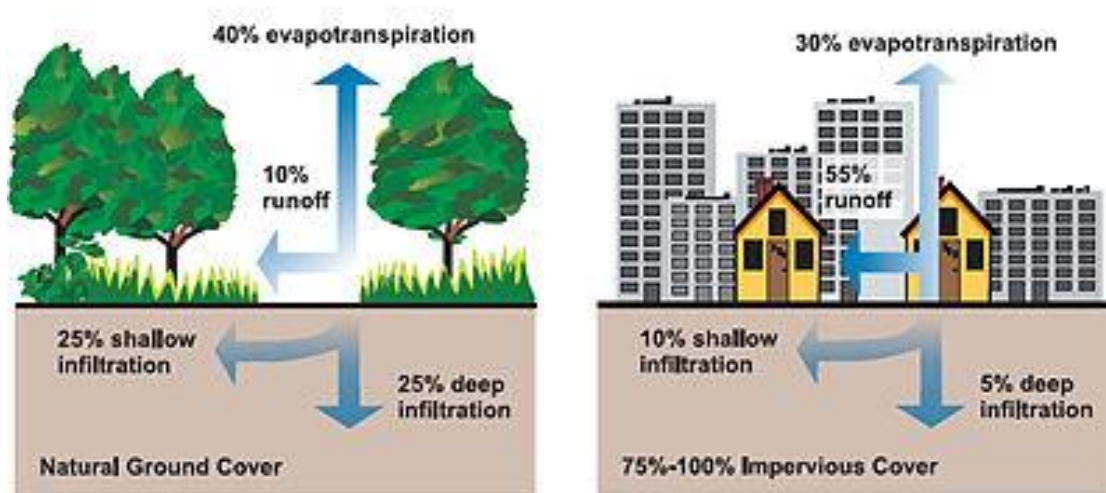 40% evapotranspiration
10%
runoff
25% shallow
infiltration
25% deep
infiltration
Natural Ground Cover
30% evapotranspiration
55%
runoff
10% shallow
infiltration
5% deep
infiltration
75%-100% Impervious Cover